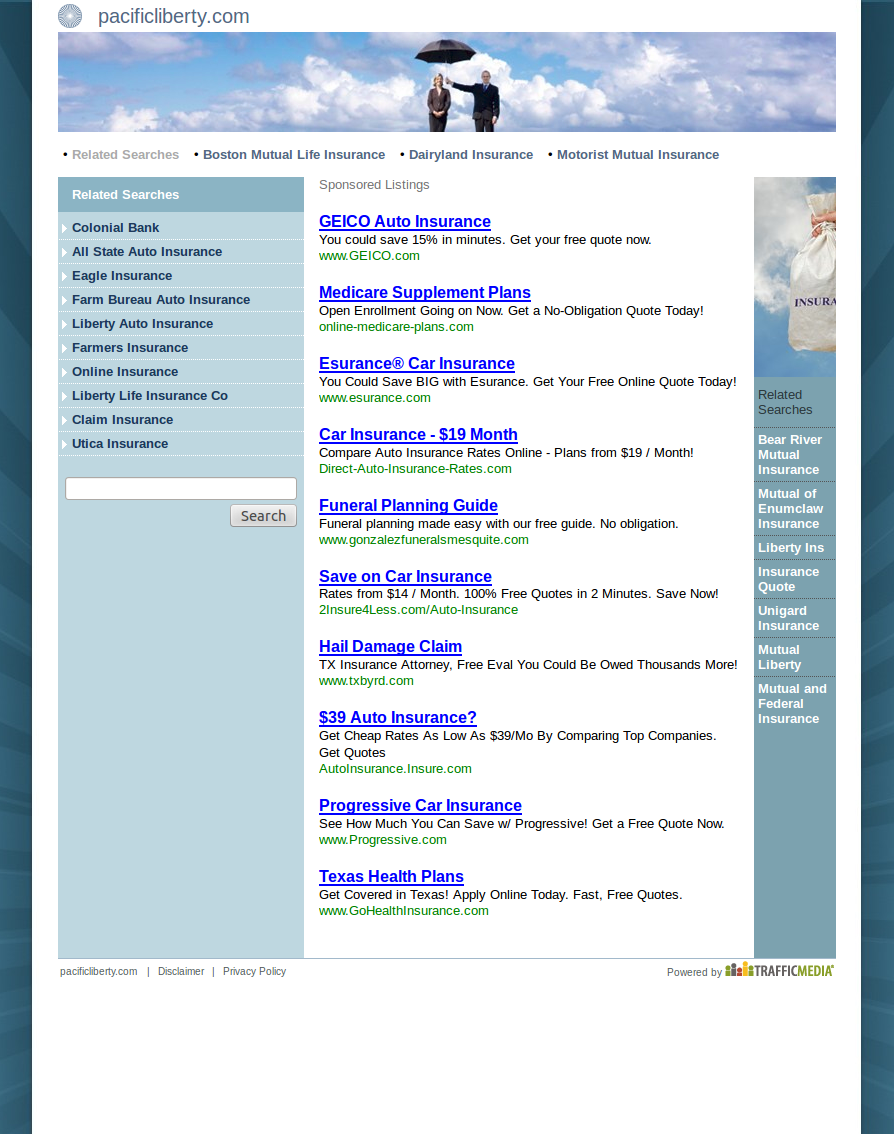 pacificliberty.com
• Related Searches • Boston Mutual Life Insurance • Dairyland Insurance • Motorist Mutual Insurance
Related Searches
Colonial Bank
All State Auto Insurance
Eagle Insurance
Farm Bureau Auto Insurance
Liberty Auto Insurance
Farmers Insurance
Online Insurance
Liberty Life Insurance Co
Claim Insurance
Utica Insurance
Search
Sponsored Listings
GEICO Auto Insurance
You could save 15% in minutes. Get your free quote now.
www.GEICO.com
Medicare Supplement Plans
Open Enrollment Going on Now. Get a No-Obligation Quote Today!
online-medicare-plans.com
Esurance® Car Insurance
You Could Save BIG with Esurance. Get Your Free Online Quote Today!
www.esurance.com
Car Insurance - $19 Month
Compare Auto Insurance Rates Online - Plans from $19 / Month!
Direct-Auto-Insurance-Rates.com
Funeral Planning Guide
Funeral planning made easy with our free guide. No obligation.
www.gonzalezfuneralsmesquite.com
Save on Car Insurance
Rates from $14 / Month. 100% Free Quotes in 2 Minutes. Save Now!
2Insure4Less.com/Auto-Insurance
Hail Damage Claim
TX Insurance Attorney, Free Eval You Could Be Owed Thousands More!
www.txbyrd.com
$39 Auto Insurance?
Get Cheap Rates As Low As $39/Mo By Comparing Top Companies.
Get Quotes
AutoInsurance.Insure.com
Progressive Car Insurance
See How Much You Can Save w/ Progressive! Get a Free Quote Now.
www.Progressive.com
Texas Health Plans
Get Covered in Texas! Apply Online Today. Fast, Free Quotes.
www.GoHealthInsurance.com
INSURA
Related
Searches
Bear River
Mutual
Insurance
Mutual of
Enumclaw
Insurance
Liberty Ins
Insurance
Quote
Unigard
Insurance
Mutual
Liberty
Mutual and
Federal
Insurance
pacificliberty.com | Disclaimer | Privacy Policy
Powered by TRAFFICMEDIA